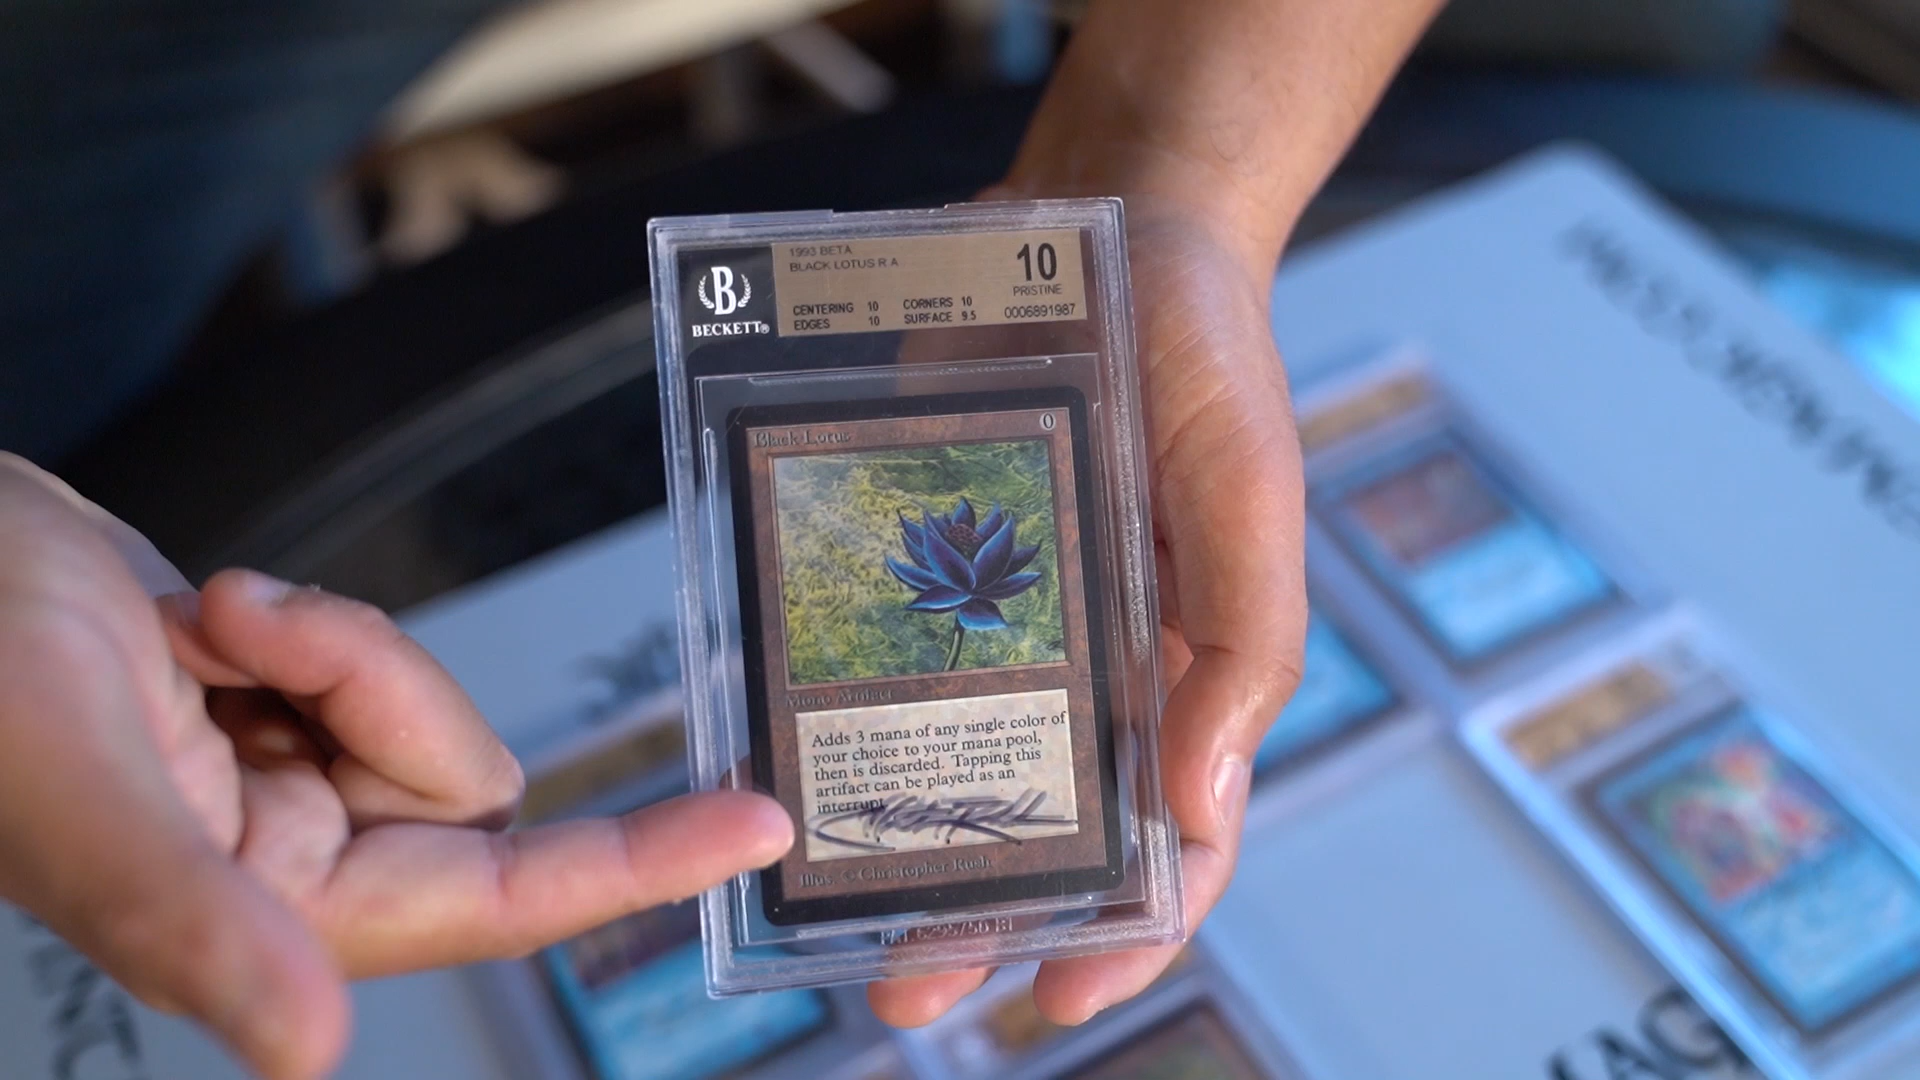 1993 BETA
BLACK LOTUS R A
10
PRISTINE
CENTERING 10 CORNERS 10
EDGES 10 SURFACE 9.5
0006891987
B
BECKETT®
Black Lotus 0
Mono Artifact
Adds 3 mana of any single color of
your choice to your mana pool,
then is discarded. Tapping this
artifact can be played as an
interrupt
Illus. © Christopher Rush